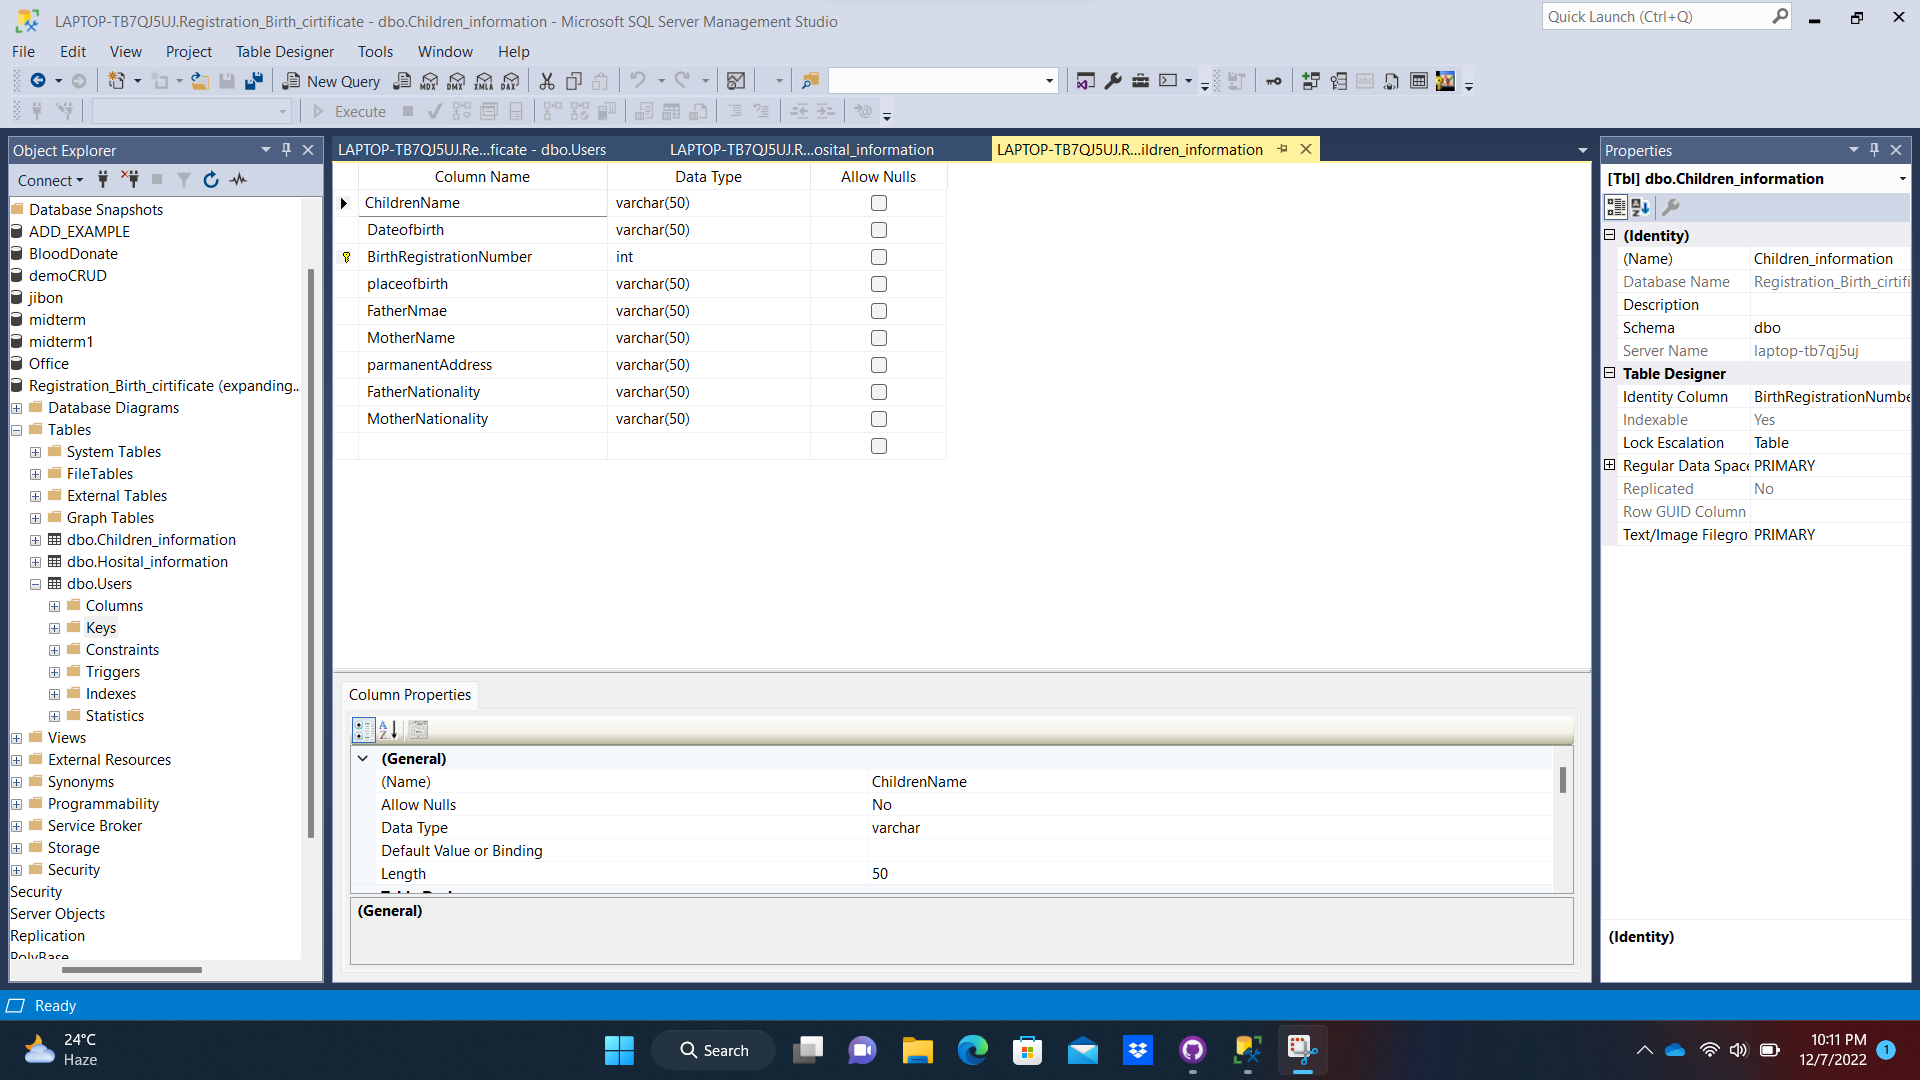 LAPTOP-TB7QJ5UJ.Registration_Birth_cirtificate - dbo.Children_information - Microsoft SQL Server Management Studio
Quick Launch (Ctrl+Q)
File Edit View Project Table Designer Tools Window Help
New Query MDX DMX XMLA DAX
Execute
Object Explorer
Connect
Database Snapshots
ADD_EXAMPLE
BloodDonate
demoCRUD
jibon
midterm
midterm1
Office
Registration_Birth_cirtificate (expanding..
Database Diagrams
Tables
System Tables
FileTables
External Tables
Graph Tables
dbo.Children_information
dbo.Hosital_information
dbo.Users
Columns
Keys
Constraints
Triggers
Indexes
Statistics
Views
External Resources
Synonyms
Programmability
Service Broker
Storage
Security
Security
Server Objects
Replication
PolyBase
LAPTOP-TB7QJ5UJ.Re...ficate - dbo.Users LAPTOP-TB7QJ5UJ.R...osital_information LAPTOP-TB7QJ5UJ.R...ildren_information
Column Name Data Type Allow Nulls
ChildrenName varchar(50)
Dateofbirth varchar(50)
BirthRegistrationNumber int
placeofbirth varchar(50)
FatherNmae varchar(50)
MotherName varchar(50)
parmanentAddress varchar(50)
FatherNationality varchar(50)
MotherNationality varchar(50)
Column Properties
(General)
(Name) ChildrenName
Allow Nulls No
Data Type varchar
Default Value or Binding
Length 50
(General)
Properties
[Tbl] dbo.Children_information
(Identity)
(Name) Children_information
Database Name Registration_Birth_cirtifi
Description
Schema dbo
Server Name laptop-tb7qj5uj
Table Designer
Identity Column BirthRegistrationNumbe
Indexable Yes
Lock Escalation Table
Regular Data Space PRIMARY
Replicated No
Row GUID Column
Text/Image Filegro PRIMARY
(Identity)
Ready
24°C
Haze
Search
10:11 PM
12/7/2022
1